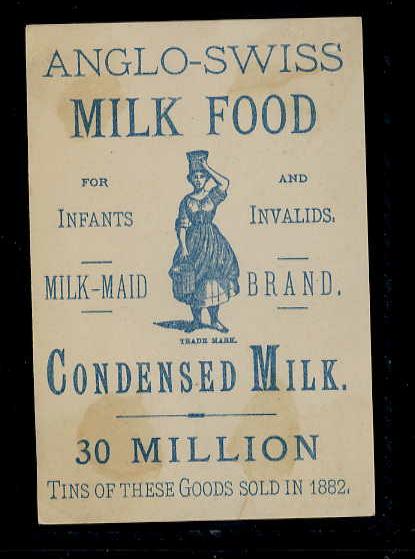 ANGLO-SWISS
MILK FOOD
FOR AND
INFANTS INVALIDS.
MILK-MAID BRAND.
TRADE MARK.
CONDENSED MILK.
30 MILLION
TINS OF THESE GOODS SOLD IN 1882.